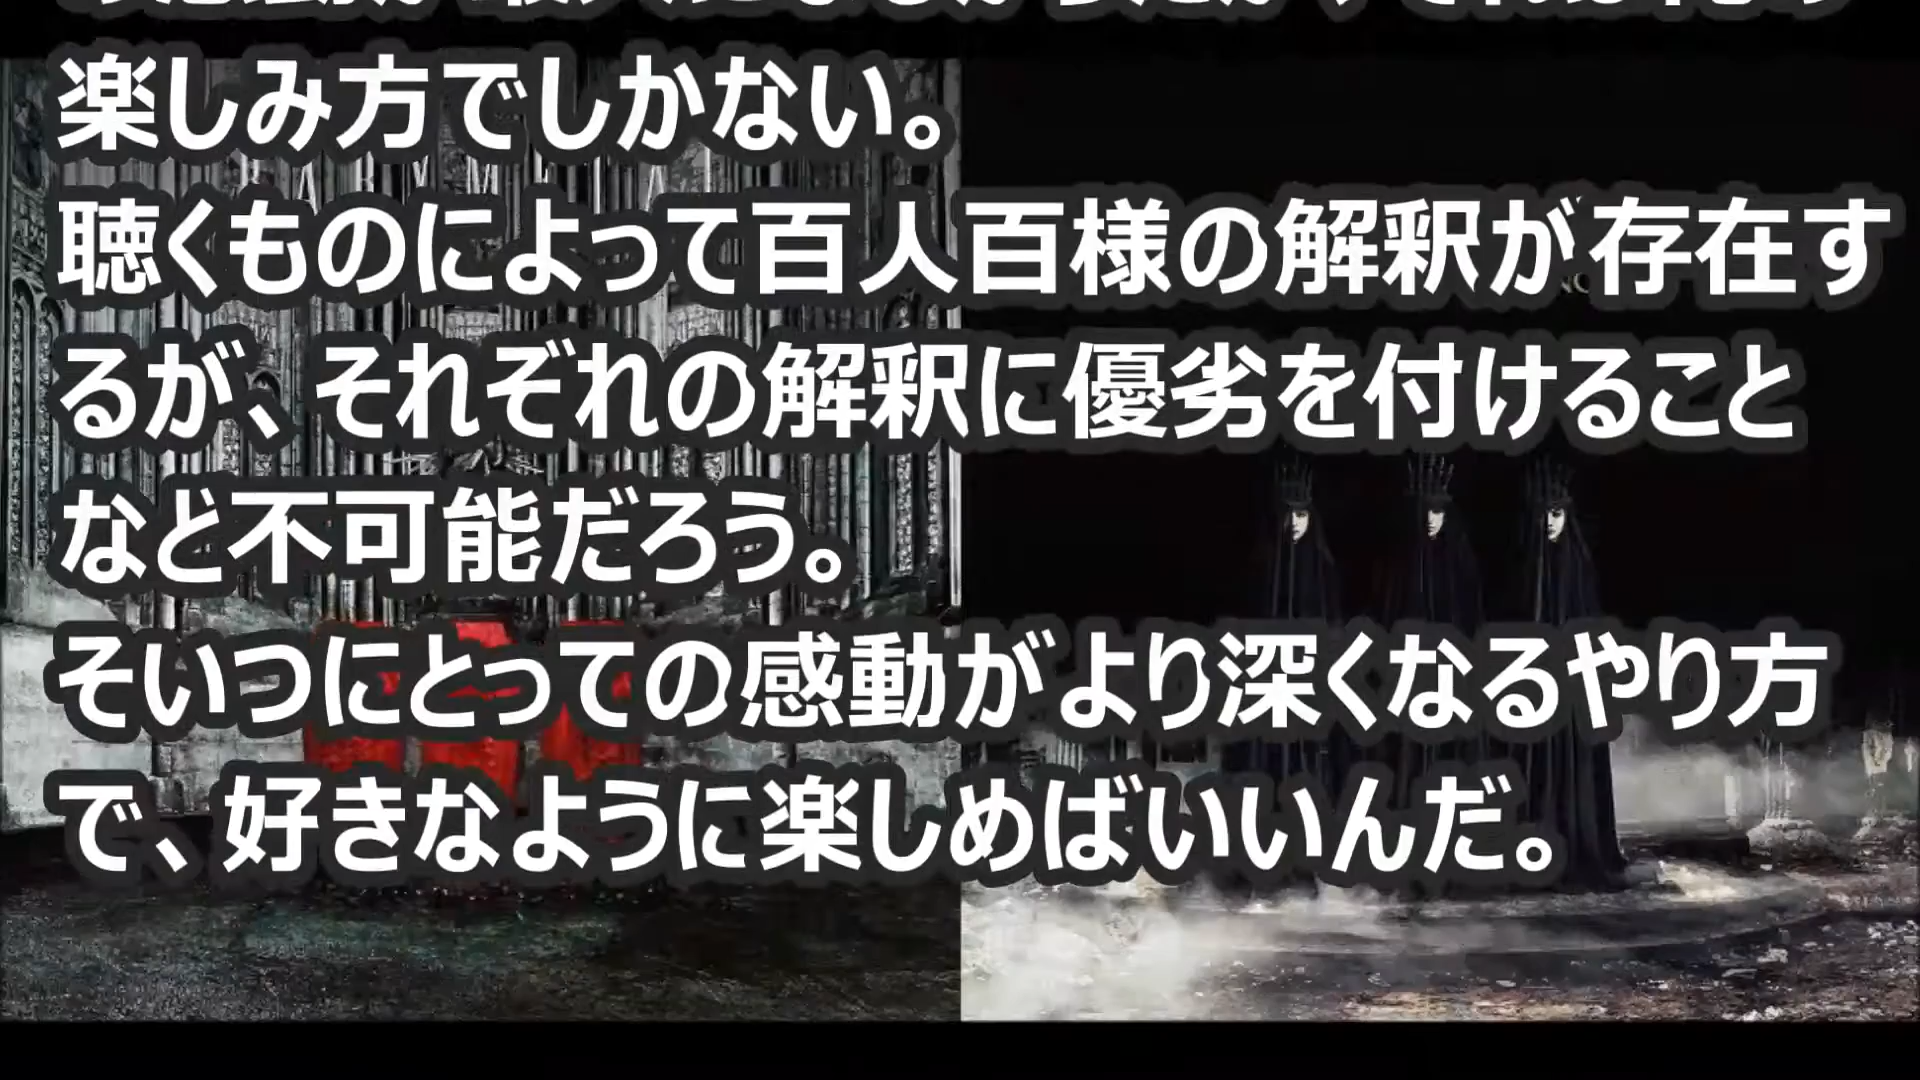 楽しみ方でしかない。
BABYMETAL
聴くものによって百人百様の解釈が存在す
るが、それぞれの解釈に優劣を付けること
など不可能だろう。
そいつにとっての感動がより深くなるやり方
で、好きなように楽しめばいいんだ。